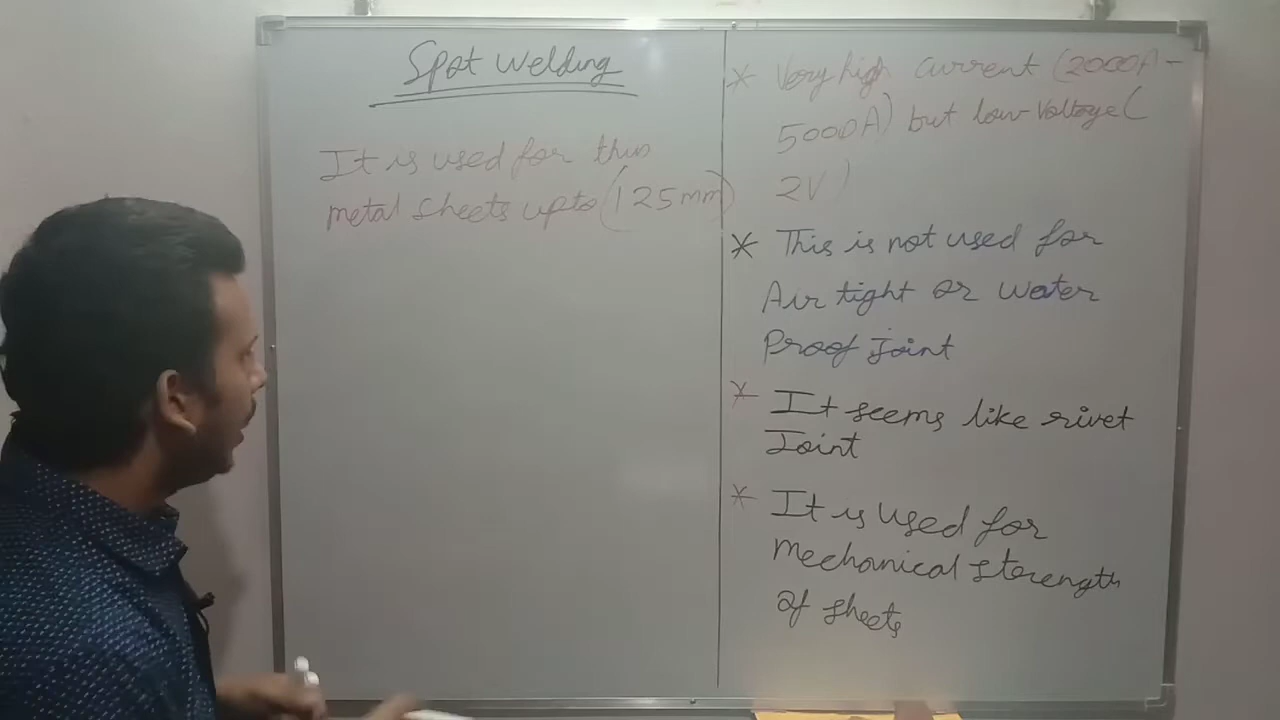 Spot Welding
It is used for thin
metal sheets upto (125mm)
* Very high current (2000A -
5000A) but low voltage (
2V)
* This is not used for
Air tight or water
Proof joint
* It seems like rivet
Joint
* It is used for
mechanical strength
of sheets